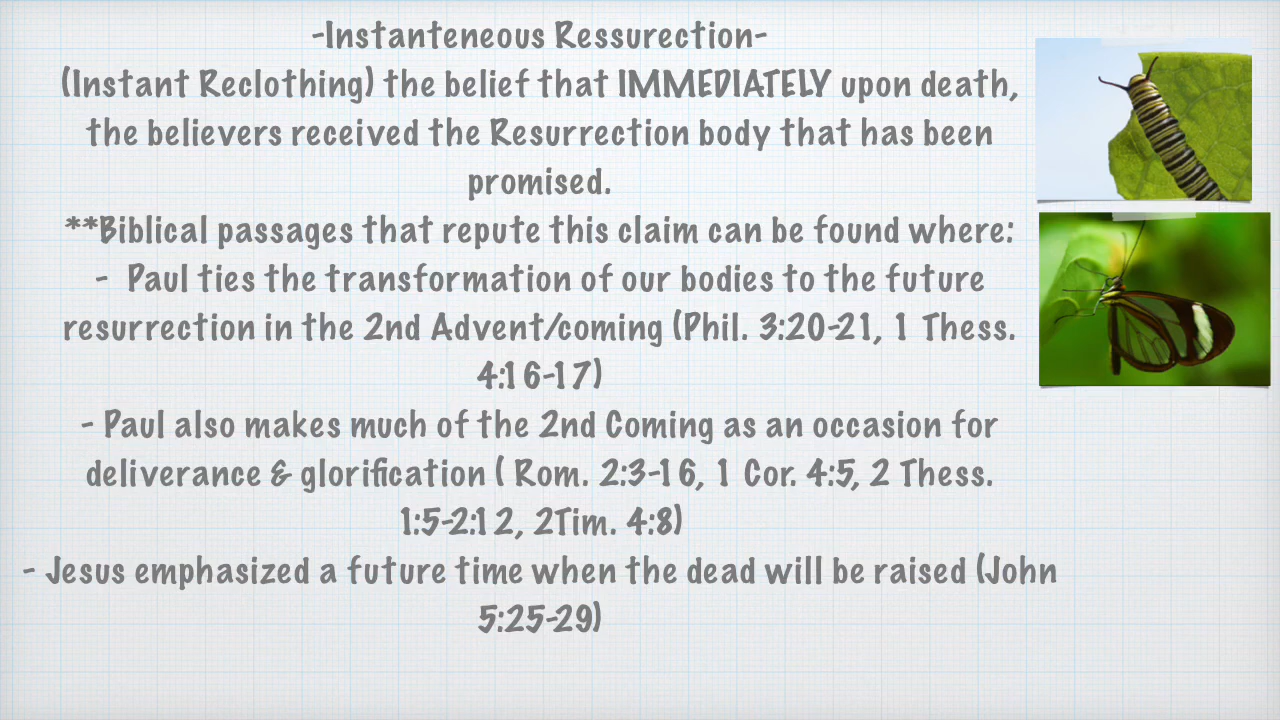 -Instanteneous Ressurection-
(Instant Reclothing) the belief that IMMEDIATELY upon death,
the believers received the Resurrection body that has been
promised.
**Biblical passages that repute this claim can be found where:
- Paul ties the transformation of our bodies to the future
resurrection in the 2nd Advent/coming (Phil. 3:20-21, 1 Thess.
4:16-17)
- Paul also makes much of the 2nd Coming as an occasion for
deliverance & glorification ( Rom. 2:3-16, 1 Cor. 4:5, 2 Thess.
1:5-2:12, 2Tim. 4:8)
- Jesus emphasized a future time when the dead will be raised (John
5:25-29)